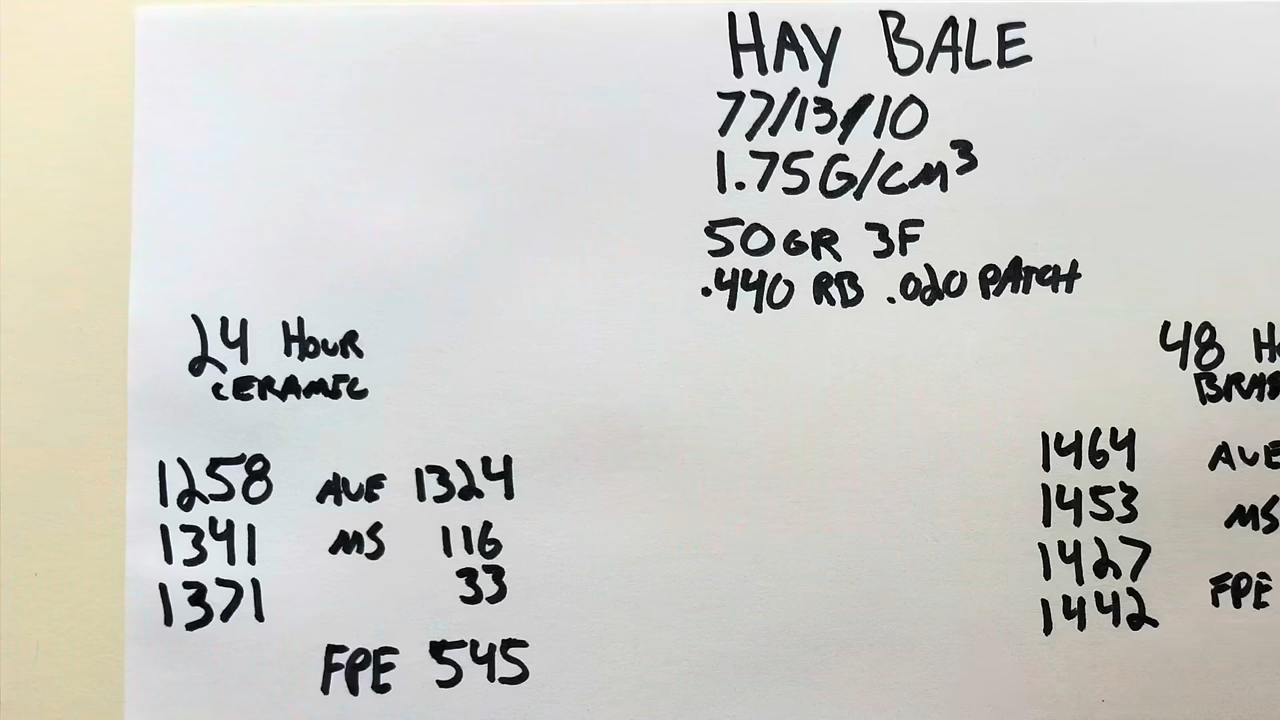 HAY BALE
77/13/10
1.75G/CM³
50GR 3F
.440 RB .020 PATCH
24 HOUR
CERAMIC
1258 AVE 1324
1341 MS 116
1371 33
FPE 545
48
1464 AVE
1453 MS
1427
1442 FPE